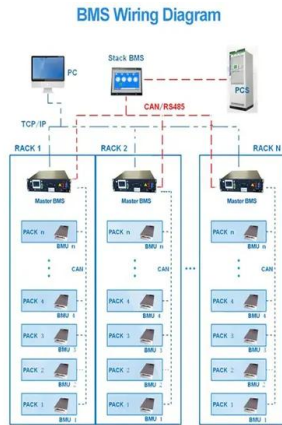 BMS Wiring Diagram
Stack BMS
PC
PCS
CAN/RS485
TCP/IP
RACK 1
RACK 2
RACK N
Master BMS
Master BMS
Master BMS
PACK n
BMU n
PACK n
BMU n
PACK n
BMU n
CAN
CAN
CAN
PACK 4
BMU 4
PACK 4
BMU 4
PACK 4
BMU 4
PACK 3
BMU 3
PACK 3
BMU 3
PACK 3
BMU 3
PACK 2
BMU 2
PACK 2
BMU 2
PACK 2
BMU 2
PACK 1
BMU 1
PACK 1
BMU 1
PACK 1
BMU 1